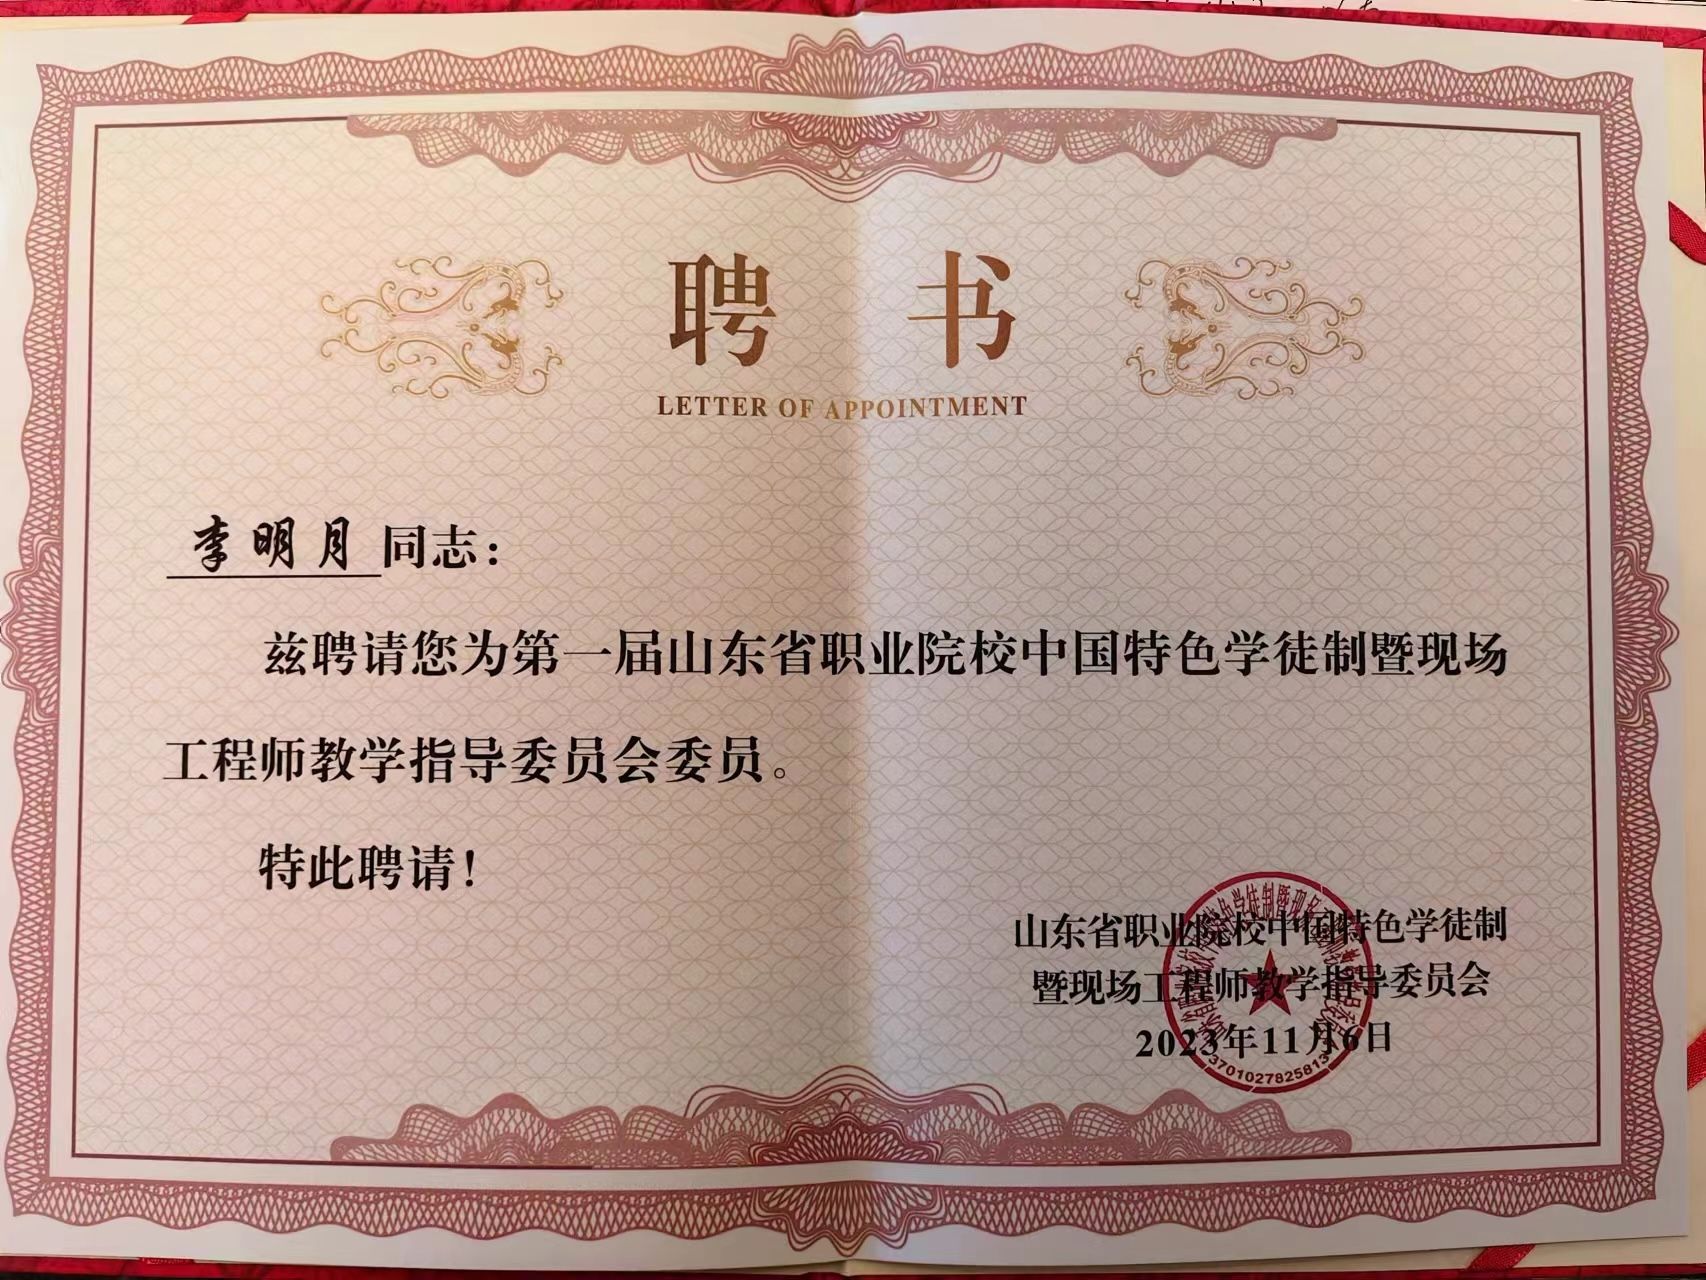 聘 书
LETTER OF APPOINTMENT
李明月同志：
兹聘请您为第一届山东省职业院校中国特色学徒制暨现场
工程师教学指导委员会委员。
特此聘请！
山东省职业院校中国特色学徒制
暨现场工程师教学指导委员会
2023年11月6日
3701027825813